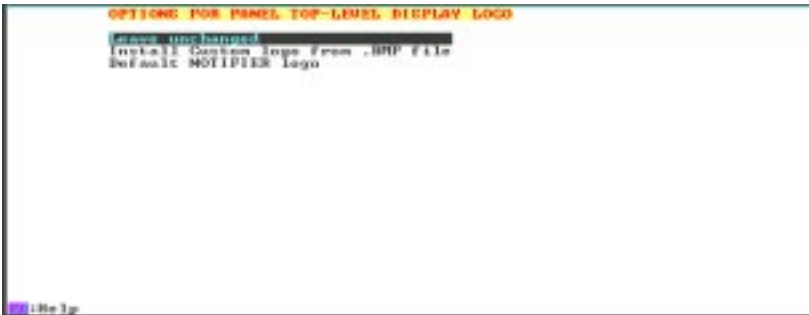 OPTIONS FOR PANEL TOP-LEVEL DISPLAY LOGO
Leave unchanged
Install Custom logo from .BMP file
Default NOTIFIER logo
:Help